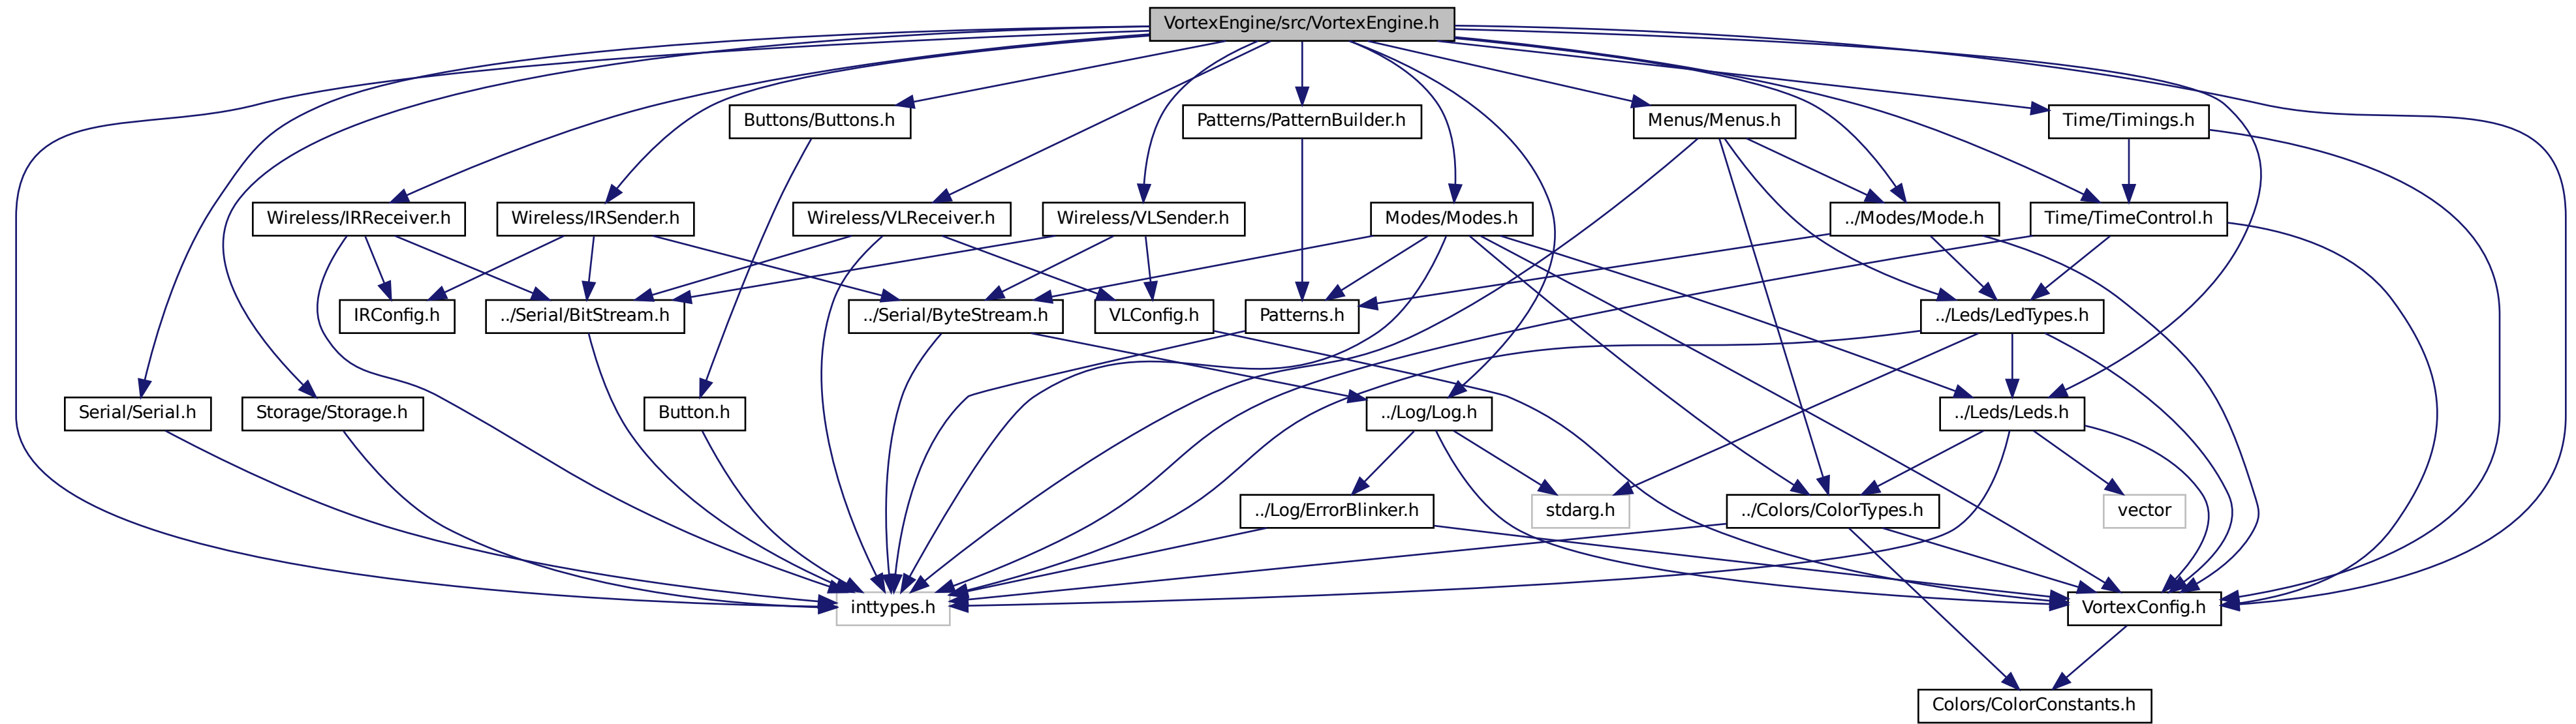 VortexEngine/src/VortexEngine.h
Buttons/Buttons.h
Patterns/PatternBuilder.h
Menus/Menus.h
Time/Timings.h
Wireless/IRReceiver.h
Wireless/IRSender.h
Wireless/VLReceiver.h
Wireless/VLSender.h
Modes/Modes.h
../Modes/Mode.h
Time/TimeControl.h
IRConfig.h
../Serial/BitStream.h
../Serial/ByteStream.h
VLConfig.h
Patterns.h
../Leds/LedTypes.h
Serial/Serial.h
Storage/Storage.h
Button.h
../Log/Log.h
../Leds/Leds.h
../Log/ErrorBlinker.h
stdarg.h
../Colors/ColorTypes.h
vector
inttypes.h
VortexConfig.h
Colors/ColorConstants.h